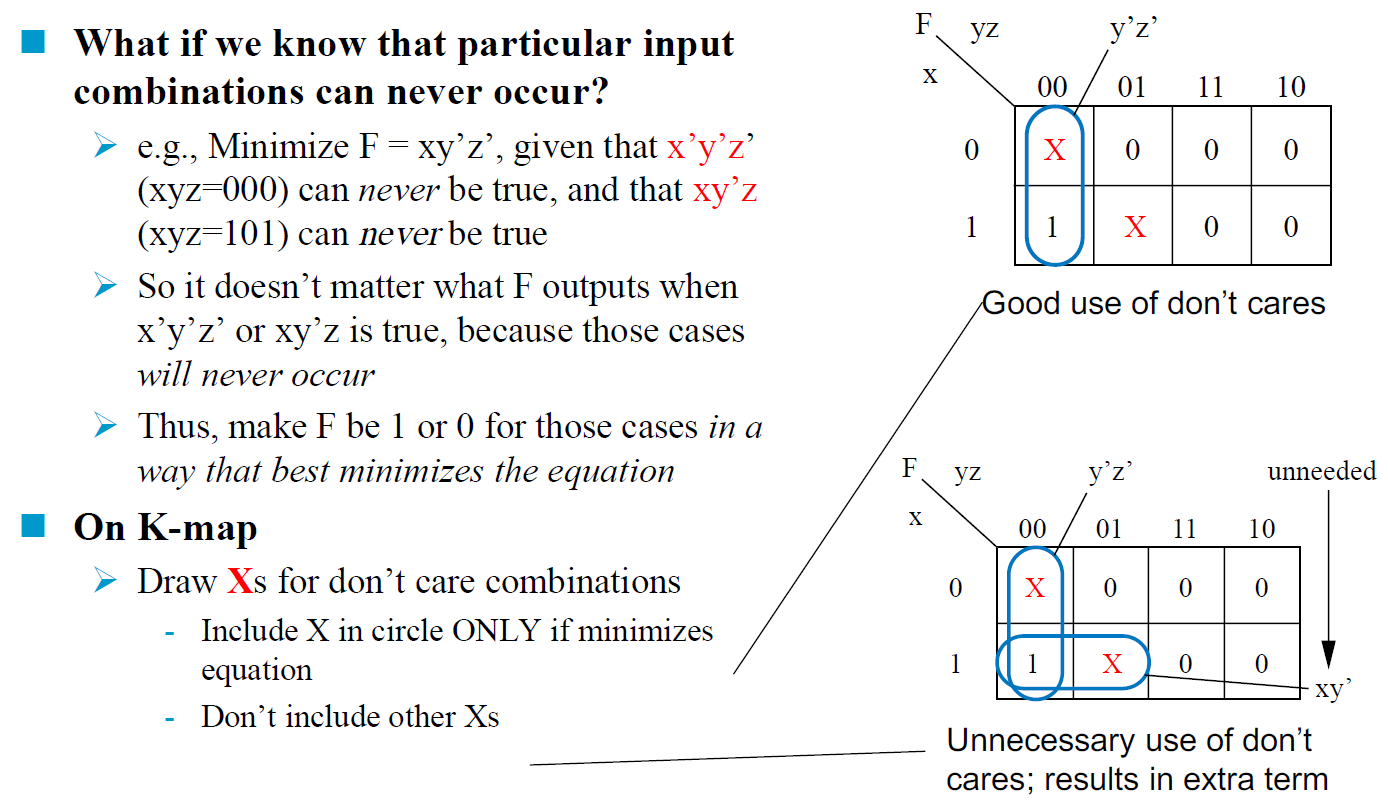 What if we know that particular input
combinations can never occur?
e.g., Minimize F = xy’z’, given that x’y’z’
(xyz=000) can never be true, and that xy’z
(xyz=101) can never be true
So it doesn’t matter what F outputs when
x’y’z’ or xy’z is true, because those cases
will never occur
Thus, make F be 1 or 0 for those cases in a
way that best minimizes the equation
On K-map
Draw Xs for don’t care combinations
- Include X in circle ONLY if minimizes
equation
- Don’t include other Xs
F yz y’z’
x
00 01 11 10
0 X 0 0 0
1 1 X 0 0
Good use of don’t cares
F yz y’z’ unneeded
x
00 01 11 10
0 X 0 0 0
1 1 X 0 0
xy’
Unnecessary use of don’t
cares; results in extra term